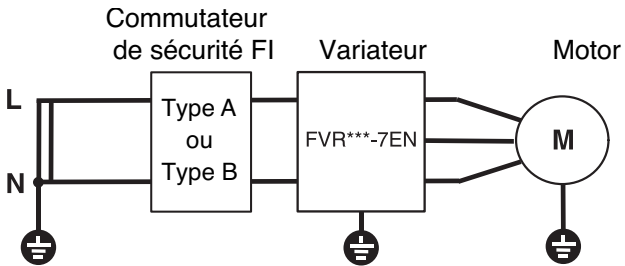 Commutateur
de sécurité FI
Variateur
Motor
L
Type A
ou
Type B
FVR***-7EN
M
N